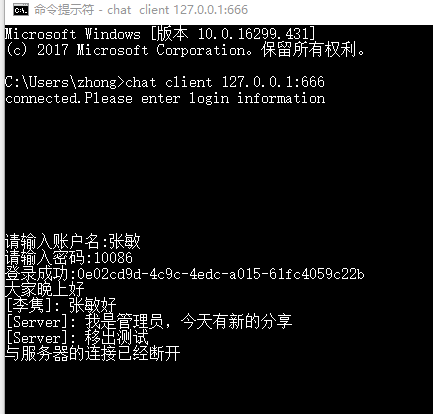 命令提示符 - chat  client 127.0.0.1:666
Microsoft Windows [版本 10.0.16299.431]
(c) 2017 Microsoft Corporation。保留所有权利。
C:\Users\zhong>chat client 127.0.0.1:666
connected.Please enter login information
请输入账户名:张敏
请输入密码:10086
登录成功:0e02cd9d-4c9c-4edc-a015-61fc4059c22b
大家晚上好
[李隽]: 张敏好
[Server]: 我是管理员，今天有新的分享
[Server]: 移出测试
与服务器的连接已经断开